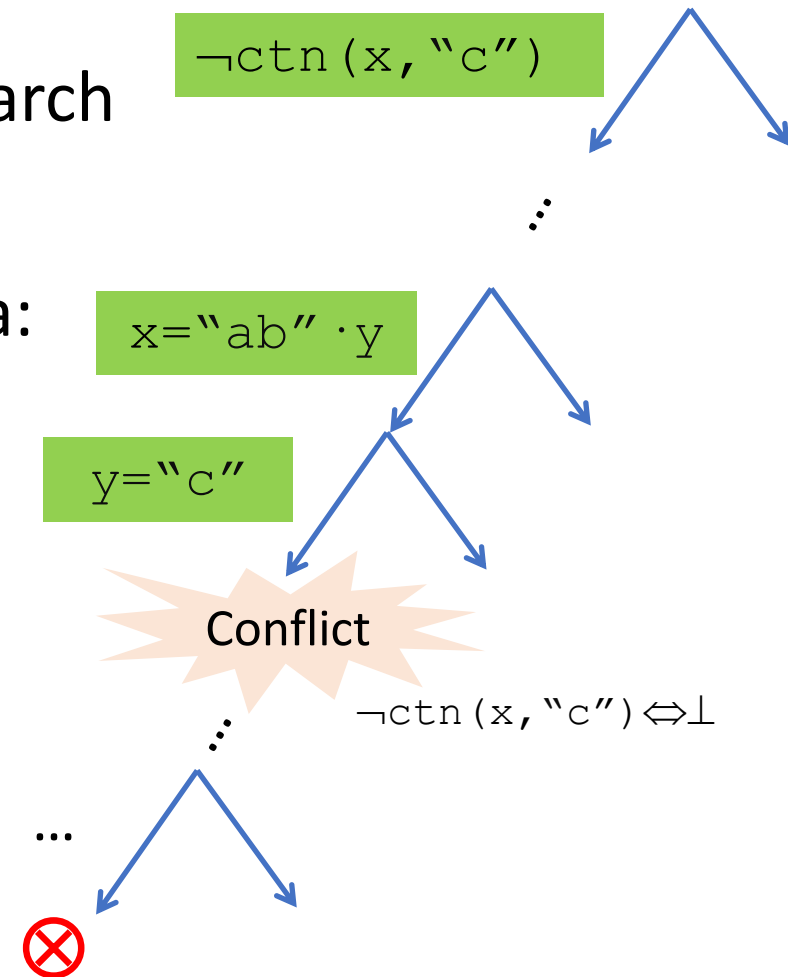 ¬ctn(x,“c”)
arch
…
a:
x=“ab”·y
y=“c”
Conflict
¬ctn(x,“c”)⇔⊥
…
…